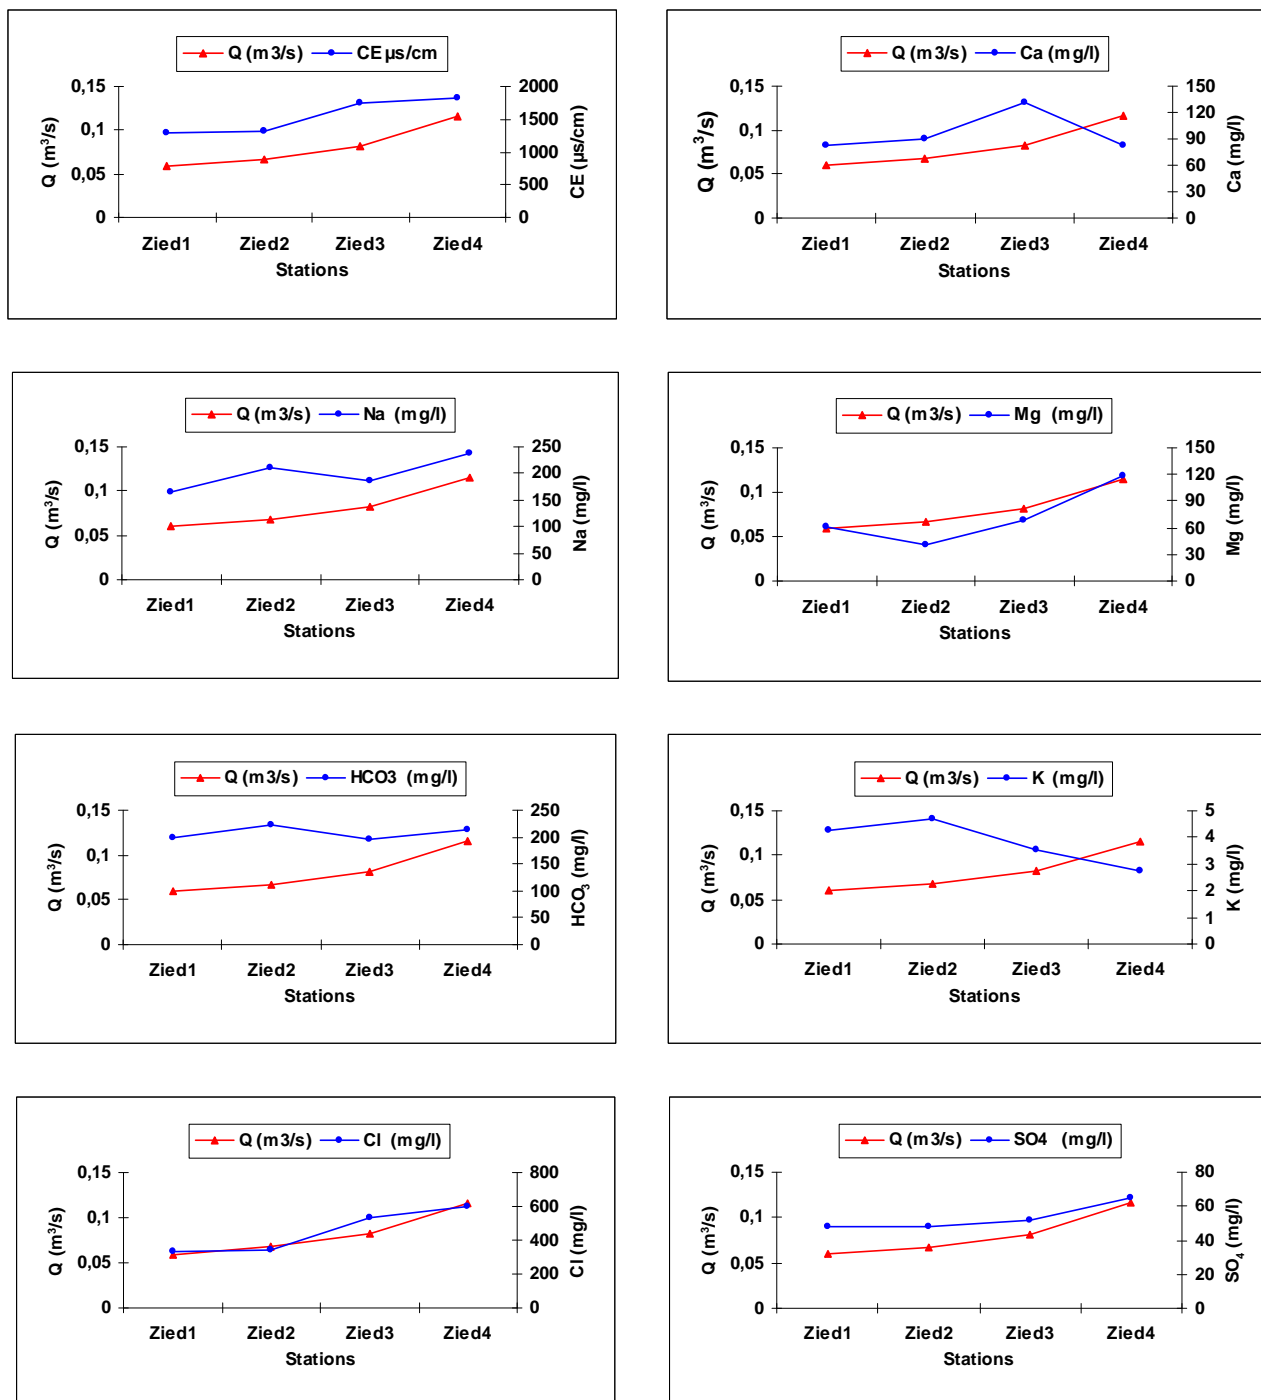 Q (m3/s) CE µs/cm
0,15 2000
0,1 1500
1000
0,05 500
0 0
Q (m³/s)
CE (µs/cm)
Zied1 Zied2 Zied3 Zied4
Stations
Q (m3/s) Ca (mg/l)
0,15 150
120
0,1 90
0,05 60
30
0 0
Q (m³/s)
Ca (mg/l)
Zied1 Zied2 Zied3 Zied4
Stations
Q (m3/s) Na (mg/l)
0,15 250
200
0,1 150
0,05 100
50
0 0
Q (m³/s)
Na (mg/l)
Zied1 Zied2 Zied3 Zied4
Stations
Q (m3/s) Mg (mg/l)
0,15 150
120
0,1 90
0,05 60
30
0 0
Q (m³/s)
Mg (mg/l)
Zied1 Zied2 Zied3 Zied4
Stations
Q (m3/s) HCO3 (mg/l)
0,15 250
200
0,1 150
0,05 100
50
0 0
Q (m³/s)
HCO₃ (mg/l)
Zied1 Zied2 Zied3 Zied4
Stations
Q (m3/s) K (mg/l)
0,15 5
4
0,1 3
0,05 2
1
0 0
Q (m³/s)
K (mg/l)
Zied1 Zied2 Zied3 Zied4
Stations
Q (m3/s) Cl (mg/l)
0,15 800
0,1 600
400
0,05 200
0 0
Q (m³/s)
Cl (mg/l)
Zied1 Zied2 Zied3 Zied4
Stations
Q (m3/s) SO4 (mg/l)
0,15 80
0,1 60
40
0,05 20
0 0
Q (m³/s)
SO₄ (mg/l)
Zied1 Zied2 Zied3 Zied4
Stations